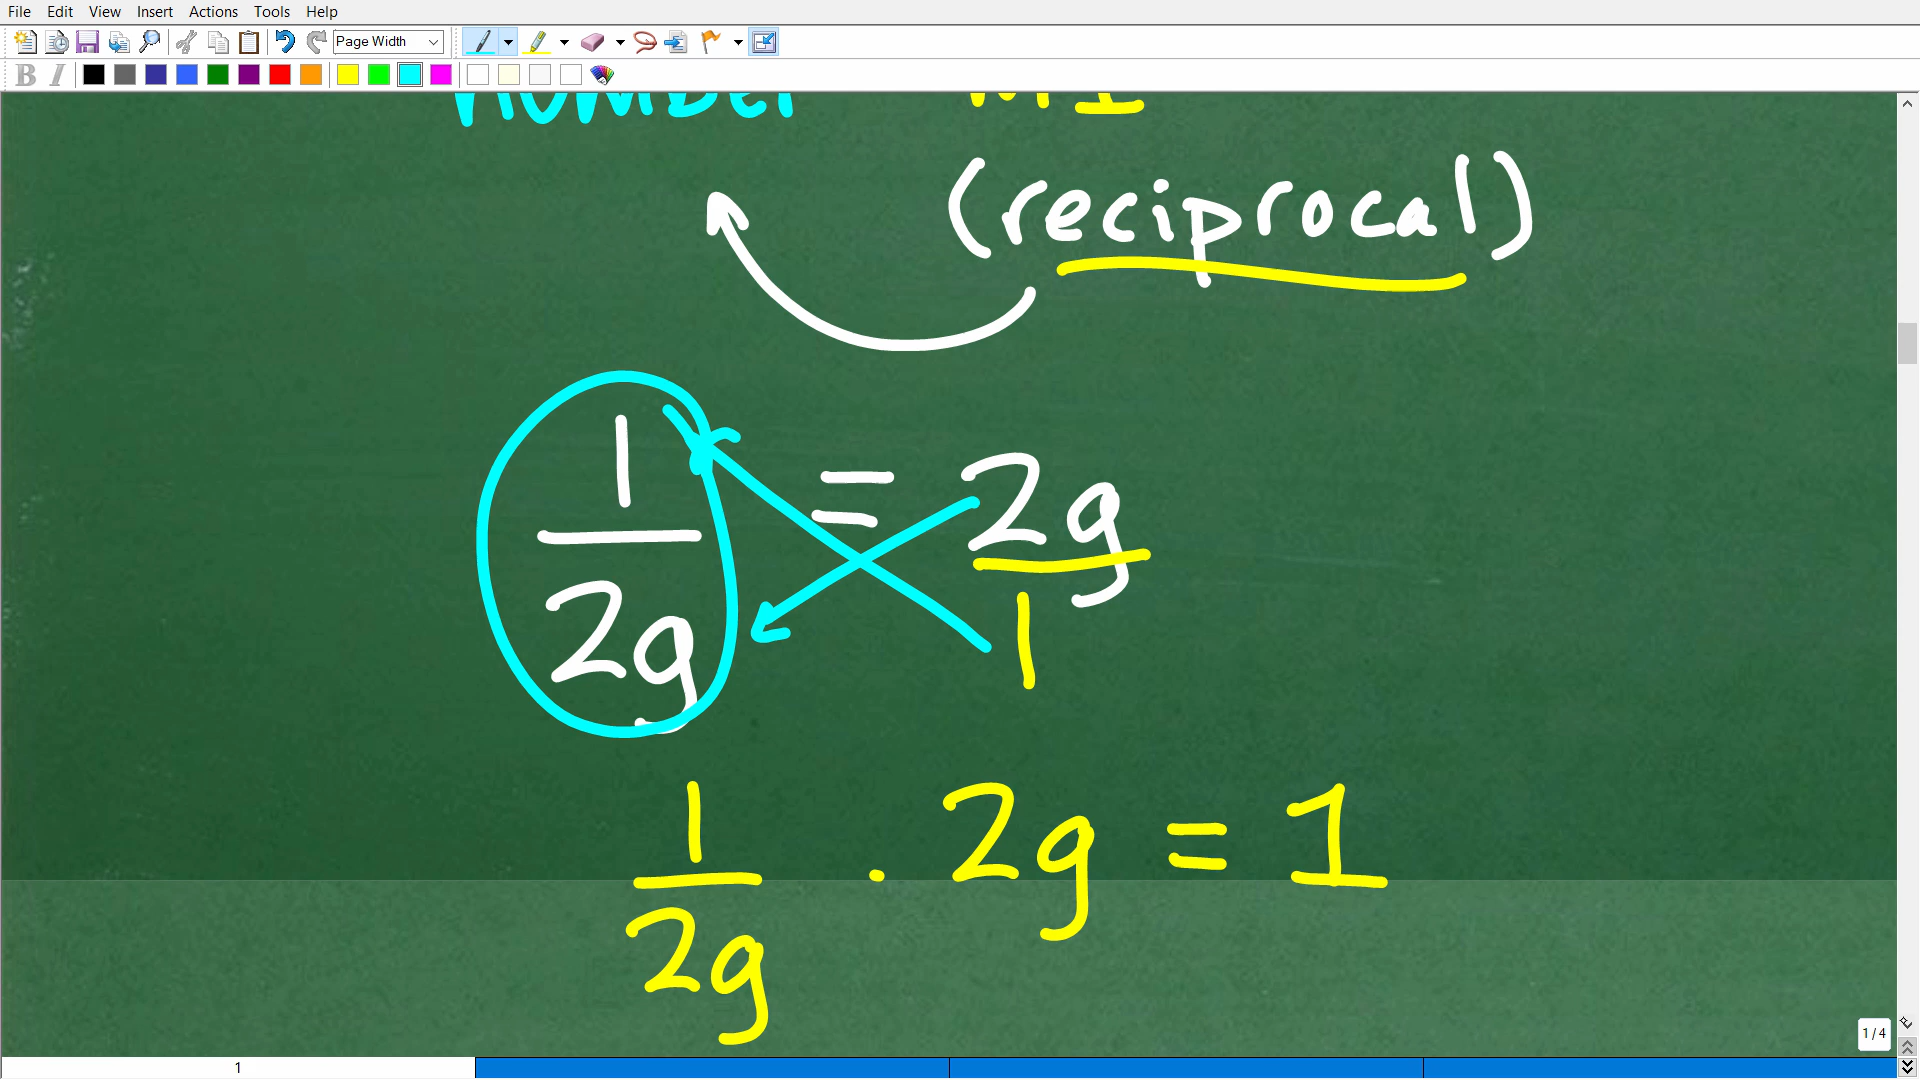 File Edit View Insert Actions Tools Help
Page Width
B I
number M I
(reciprocal)
1/2g = 2g/1
1/2g . 2g = 1
1/4
1